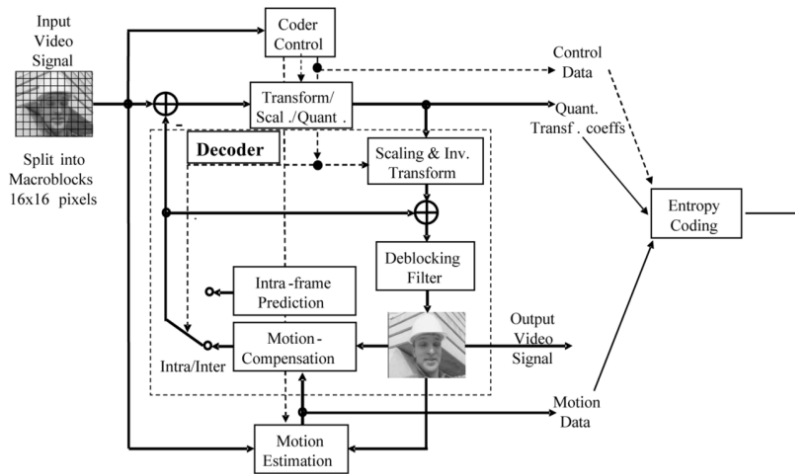 Input
Video
Signal
Coder
Control
Control
Data
Transform/
Scal./Quant.
Quant.
Transf. coeffs
-
Decoder
Scaling & Inv.
Transform
Split into
Macroblocks
16x16 pixels
Entropy
Coding
Deblocking
Filter
Intra-frame
Prediction
Output
Video
Signal
Motion-
Compensation
Intra/Inter
Motion
Data
Motion
Estimation